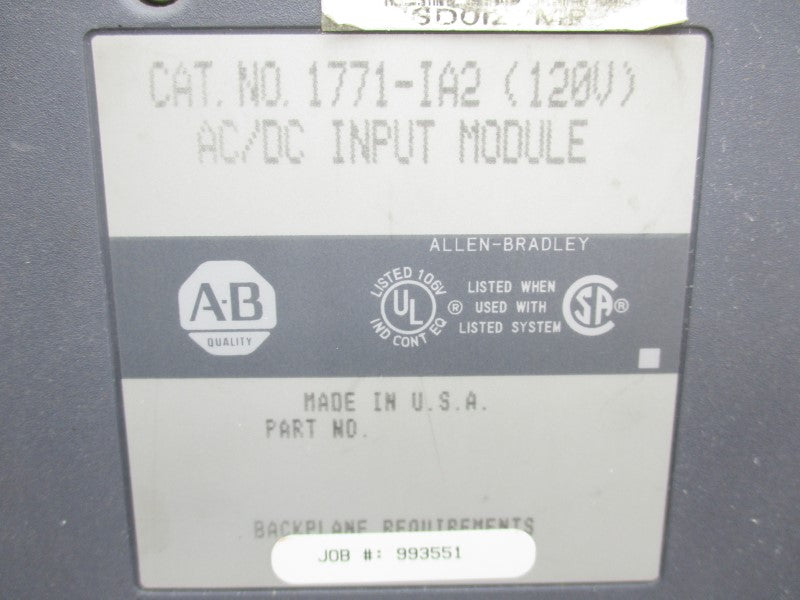 CAT. NO. 1771-IA2 (120V)
AC/DC INPUT MODULE
ALLEN-BRADLEY
A-B
QUALITY
LISTED 106V
UL
IND CONT EQ
®
LISTED WHEN
USED WITH
LISTED SYSTEM
SA
®
MADE IN U.S.A.
PART NO.
BACKPLANE REQUIREMENTS
JOB #: 993551